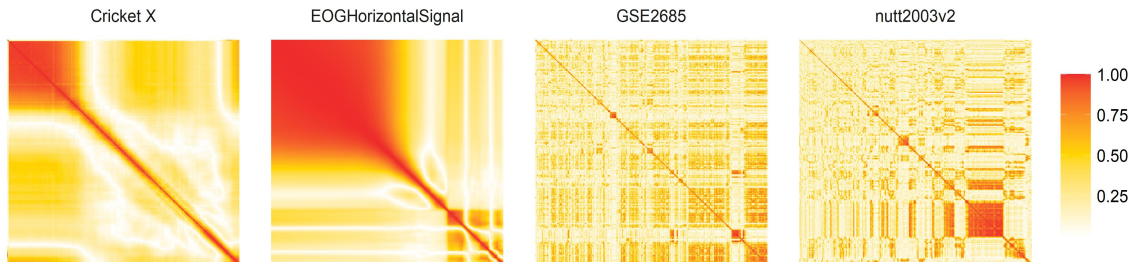 Cricket X
EOGHorizontalSignal
GSE2685
nutt2003v2
1.00
0.75
0.50
0.25